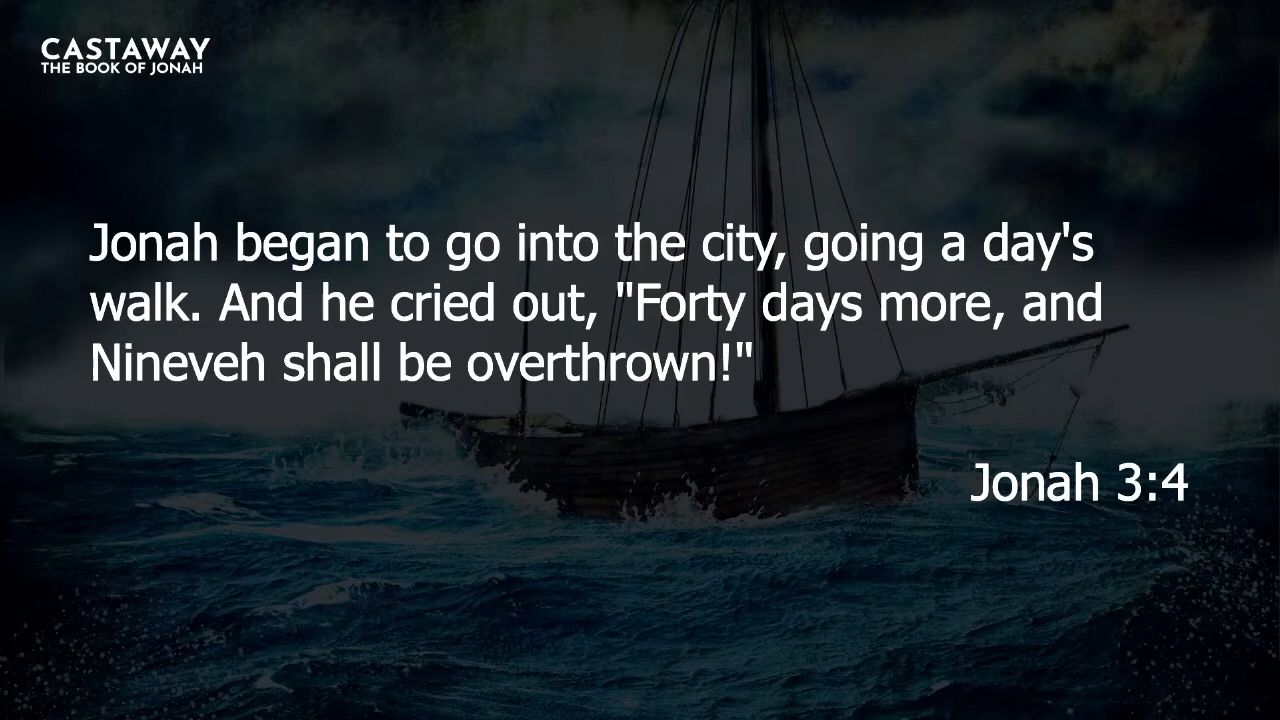 CASTAWAY
THE BOOK OF JONAH
Jonah began to go into the city, going a day's
walk. And he cried out, "Forty days more, and
Nineveh shall be overthrown!"
Jonah 3:4